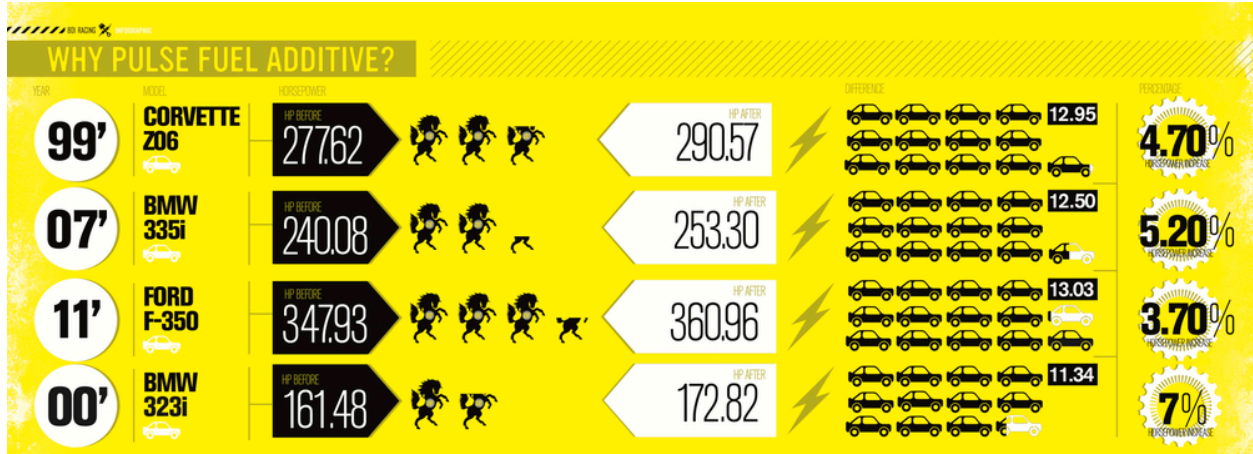 BDI RACING INFOGRAPHIC
WHY PULSE FUEL ADDITIVE?
YEAR MODEL HORSEPOWER DIFFERENCE PERCENTAGE
99’ CORVETTE Z06 HP BEFORE 277.62 HP AFTER 290.57 12.95 4.70% HORSEPOWER INCREASE
07’ BMW 335i HP BEFORE 240.08 HP AFTER 253.30 12.50 5.20% HORSEPOWER INCREASE
11’ FORD F-350 HP BEFORE 347.93 HP AFTER 360.96 13.03 3.70% HORSEPOWER INCREASE
00’ BMW 323i HP BEFORE 161.48 HP AFTER 172.82 11.34 7% HORSEPOWER INCREASE